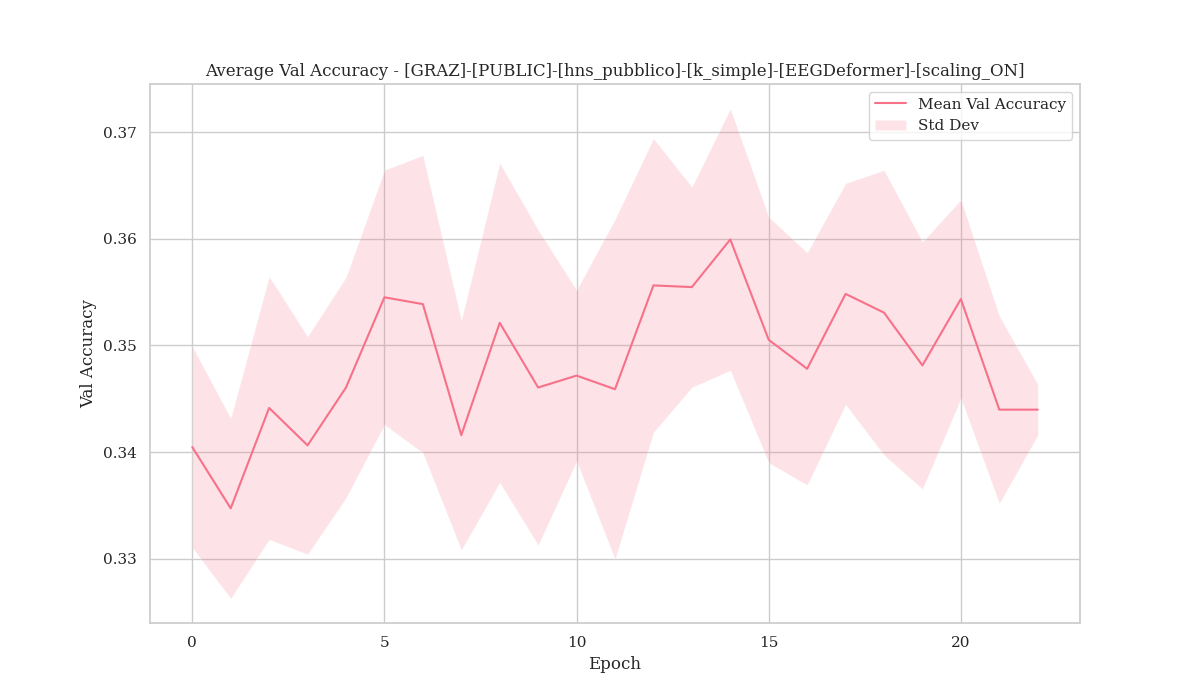 Average Val Accuracy - [GRAZ]-[PUBLIC]-[hns_pubblico]-[k_simple]-[EEGDeformer]-[scaling_ON]
Mean Val Accuracy
Std Dev
0.37
0.36
0.35
0.34
0.33
Val Accuracy
0 5 10 15 20
Epoch